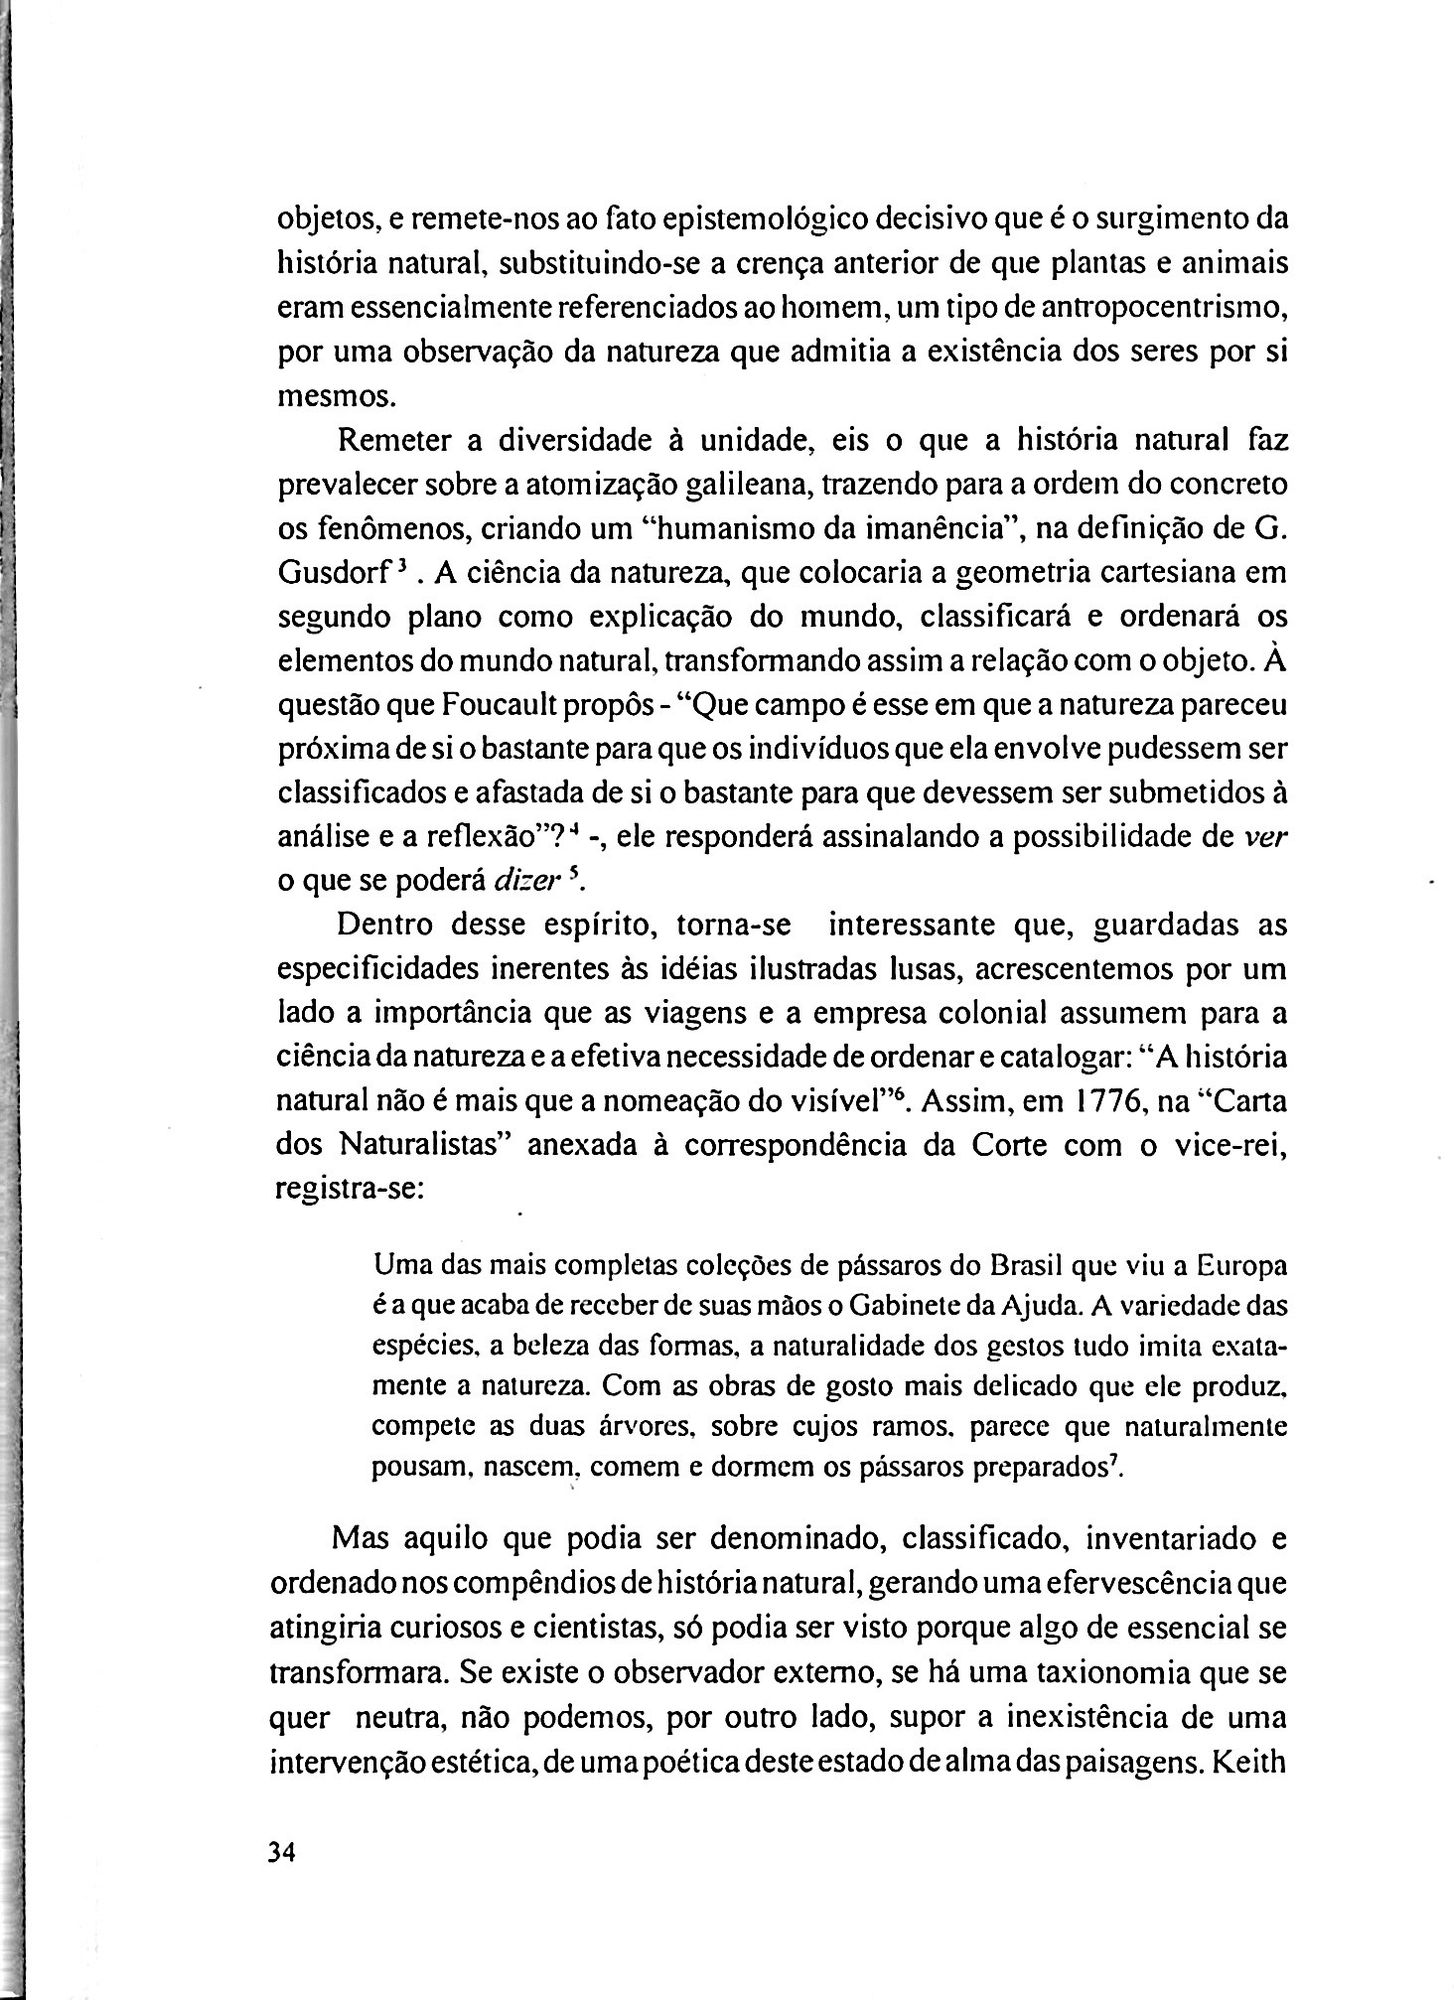 objetos, e remete-nos ao fato epistemológico decisivo que é o surgimento da
história natural, substituindo-se a crença anterior de que plantas e animais
eram essencialmente referenciados ao homem, um tipo de antropocentrismo,
por uma observação da natureza que admitia a existência dos seres por si
mesmos.
Remeter a diversidade à unidade, eis o que a história natural faz
prevalecer sobre a atomização galileana, trazendo para a ordem do concreto
os fenômenos, criando um “humanismo da imanência”, na definição de G.
Gusdorf³ . A ciência da natureza, que colocaria a geometria cartesiana em
segundo plano como explicação do mundo, classificará e ordenará os
elementos do mundo natural, transformando assim a relação com o objeto. À
questão que Foucault propôs - “Que campo é esse em que a natureza pareceu
próxima de si o bastante para que os indivíduos que ela envolve pudessem ser
classificados e afastada de si o bastante para que devessem ser submetidos à
análise e a reflexão”?⁴ -, ele responderá assinalando a possibilidade de ver
o que se poderá dizer ⁵.
Dentro desse espírito, torna-se interessante que, guardadas as
especificidades inerentes às idéias ilustradas lusas, acrescentemos por um
lado a importância que as viagens e a empresa colonial assumem para a
ciência da natureza e a efetiva necessidade de ordenar e catalogar: “A história
natural não é mais que a nomeação do visível”⁶. Assim, em 1776, na “Carta
dos Naturalistas” anexada à correspondência da Corte com o vice-rei,
registra-se:
Uma das mais completas coleções de pássaros do Brasil que viu a Europa
é a que acaba de receber de suas mãos o Gabinete da Ajuda. A variedade das
espécies, a beleza das formas, a naturalidade dos gestos tudo imita exata-
mente a natureza. Com as obras de gosto mais delicado que ele produz,
compete as duas árvores, sobre cujos ramos, parece que naturalmente
pousam, nascem, comem e dormem os pássaros preparados⁷.
Mas aquilo que podia ser denominado, classificado, inventariado e
ordenado nos compêndios de história natural, gerando uma efervescência que
atingiria curiosos e cientistas, só podia ser visto porque algo de essencial se
transformara. Se existe o observador externo, se há uma taxionomia que se
quer neutra, não podemos, por outro lado, supor a inexistência de uma
intervenção estética, de uma poética deste estado de alma das paisagens. Keith
34